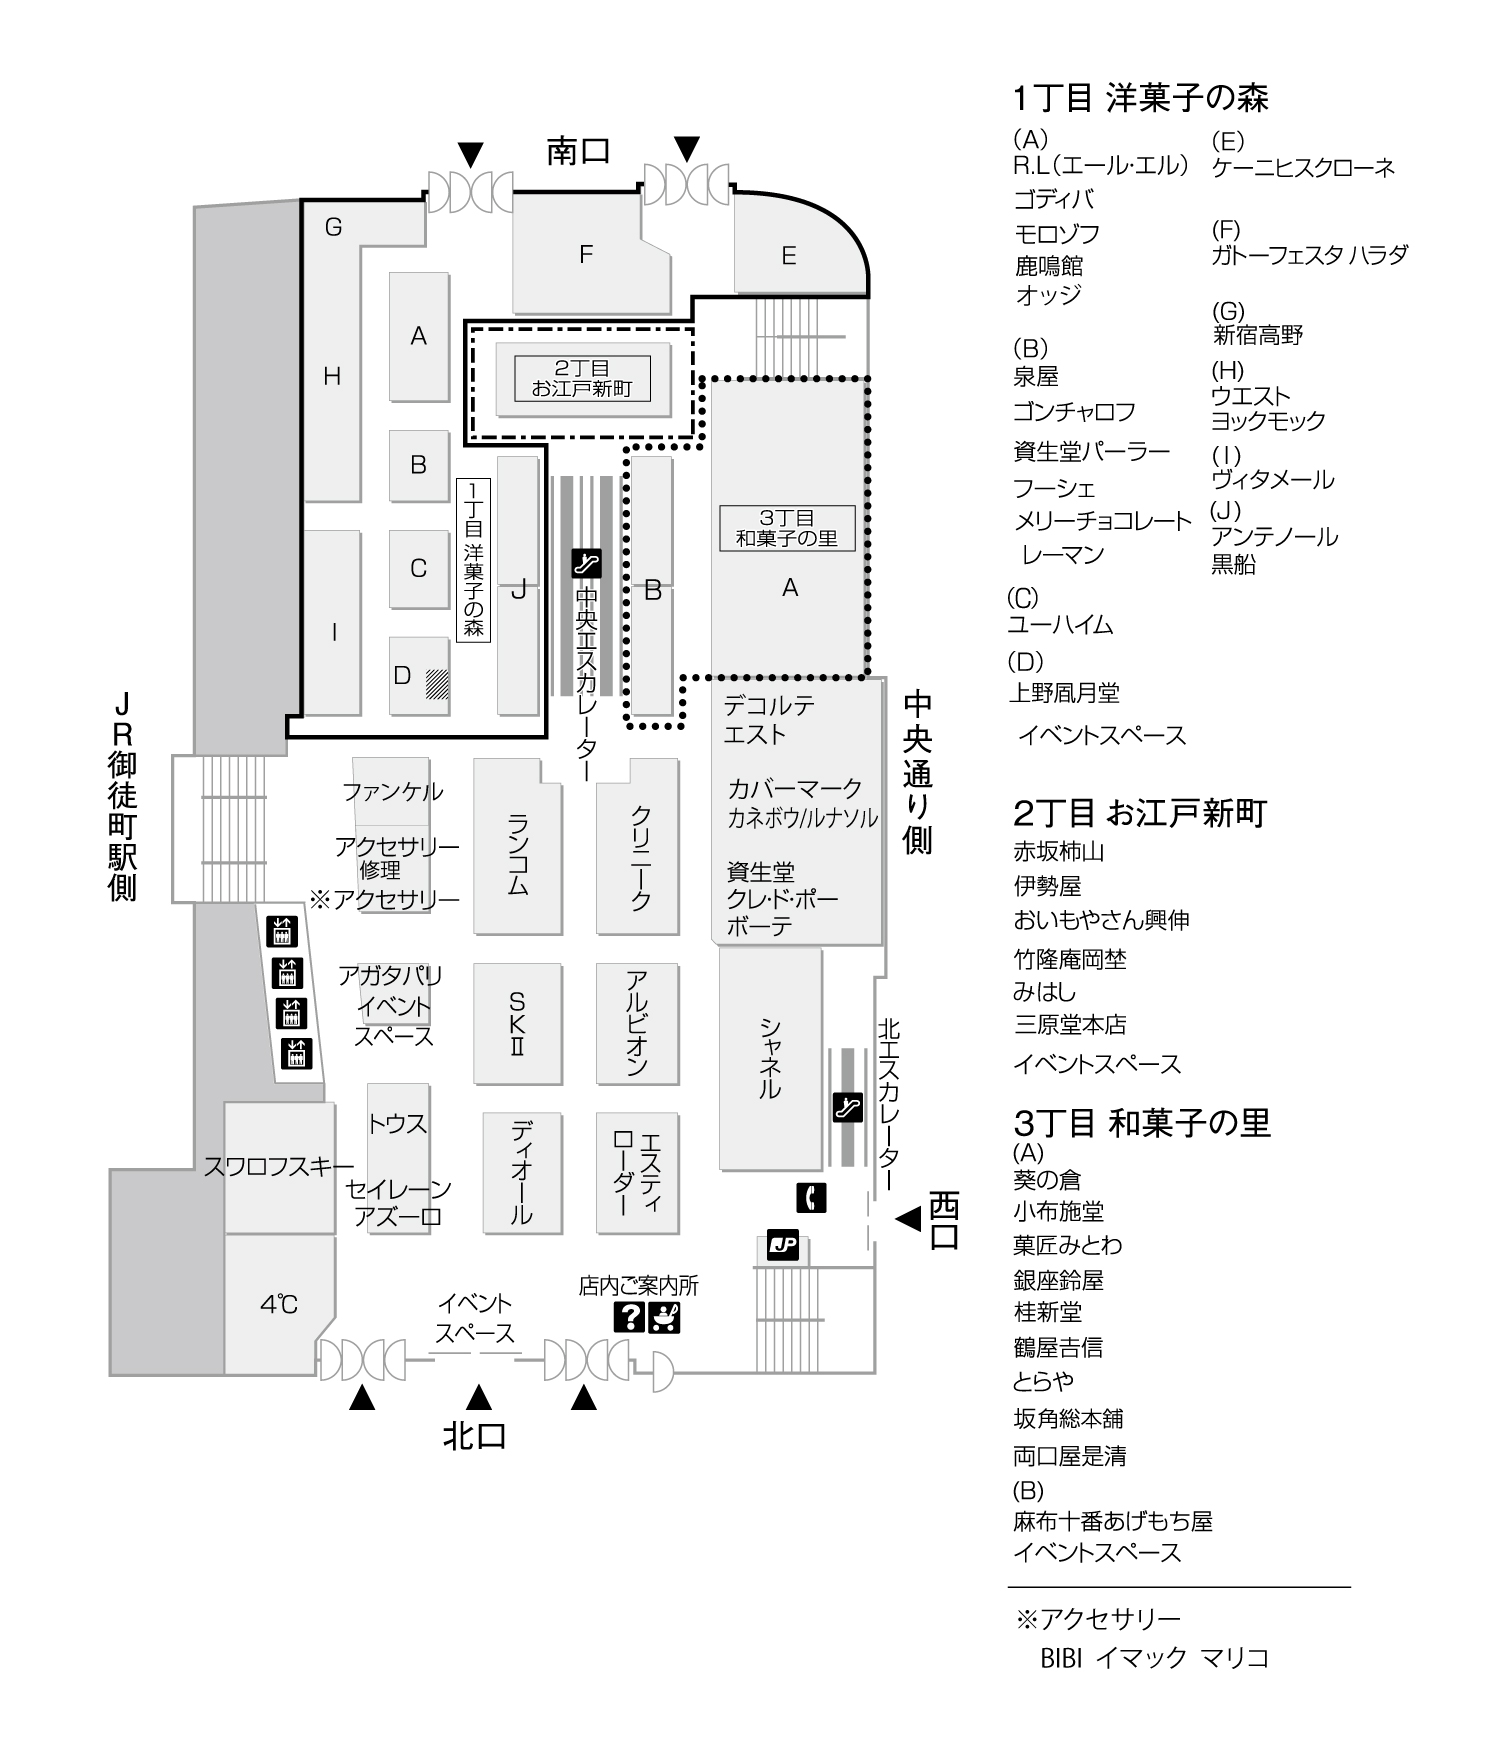 南口
G
F
E
A
H
2丁目
お江戸新町
B
1丁目 洋菓子の森
3丁目
和菓子の里
C
J
B
A
I
D
中央エスカレーター
JR御徒町駅側
中央通り側
デコルテ
エスト
カバーマーク
カネボウ/ルナソル
資生堂
クレ・ド・ポー
ボーテ
ファンケル
アクセサリー
修理
※アクセサリー
ランコム
クリニーク
アガタパリ
イベント
スペース
SKⅡ
アルビオン
シャネル
北エスカレーター
トウス
スワロフスキー
セイレーン
アズーロ
ディオール
エスティ
ローダー
西口
JP
4℃
イベント
スペース
店内ご案内所
?
北口
1丁目 洋菓子の森
(A)
R.L(エール・エル)
ゴディバ
モロゾフ
鹿鳴館
オッジ
(B)
泉屋
ゴンチャロフ
資生堂パーラー
フーシェ
メリーチョコレート
レーマン
(C)
ユーハイム
(D)
上野凮月堂
イベントスペース
(E)
ケーニヒスクローネ
(F)
ガトーフェスタ ハラダ
(G)
新宿高野
(H)
ウエスト
ヨックモック
(I)
ヴィタメール
(J)
アンテノール
黒船
2丁目 お江戸新町
赤坂柿山
伊勢屋
おいもやさん興伸
竹隆庵岡埜
みはし
三原堂本店
イベントスペース
3丁目 和菓子の里
(A)
葵の倉
小布施堂
菓匠みとわ
銀座鈴屋
桂新堂
鶴屋𠮷信
とらや
坂角総本舖
両口屋是清
(B)
麻布十番あげもち屋
イベントスペース
※アクセサリー
BIBI イマック マリコ